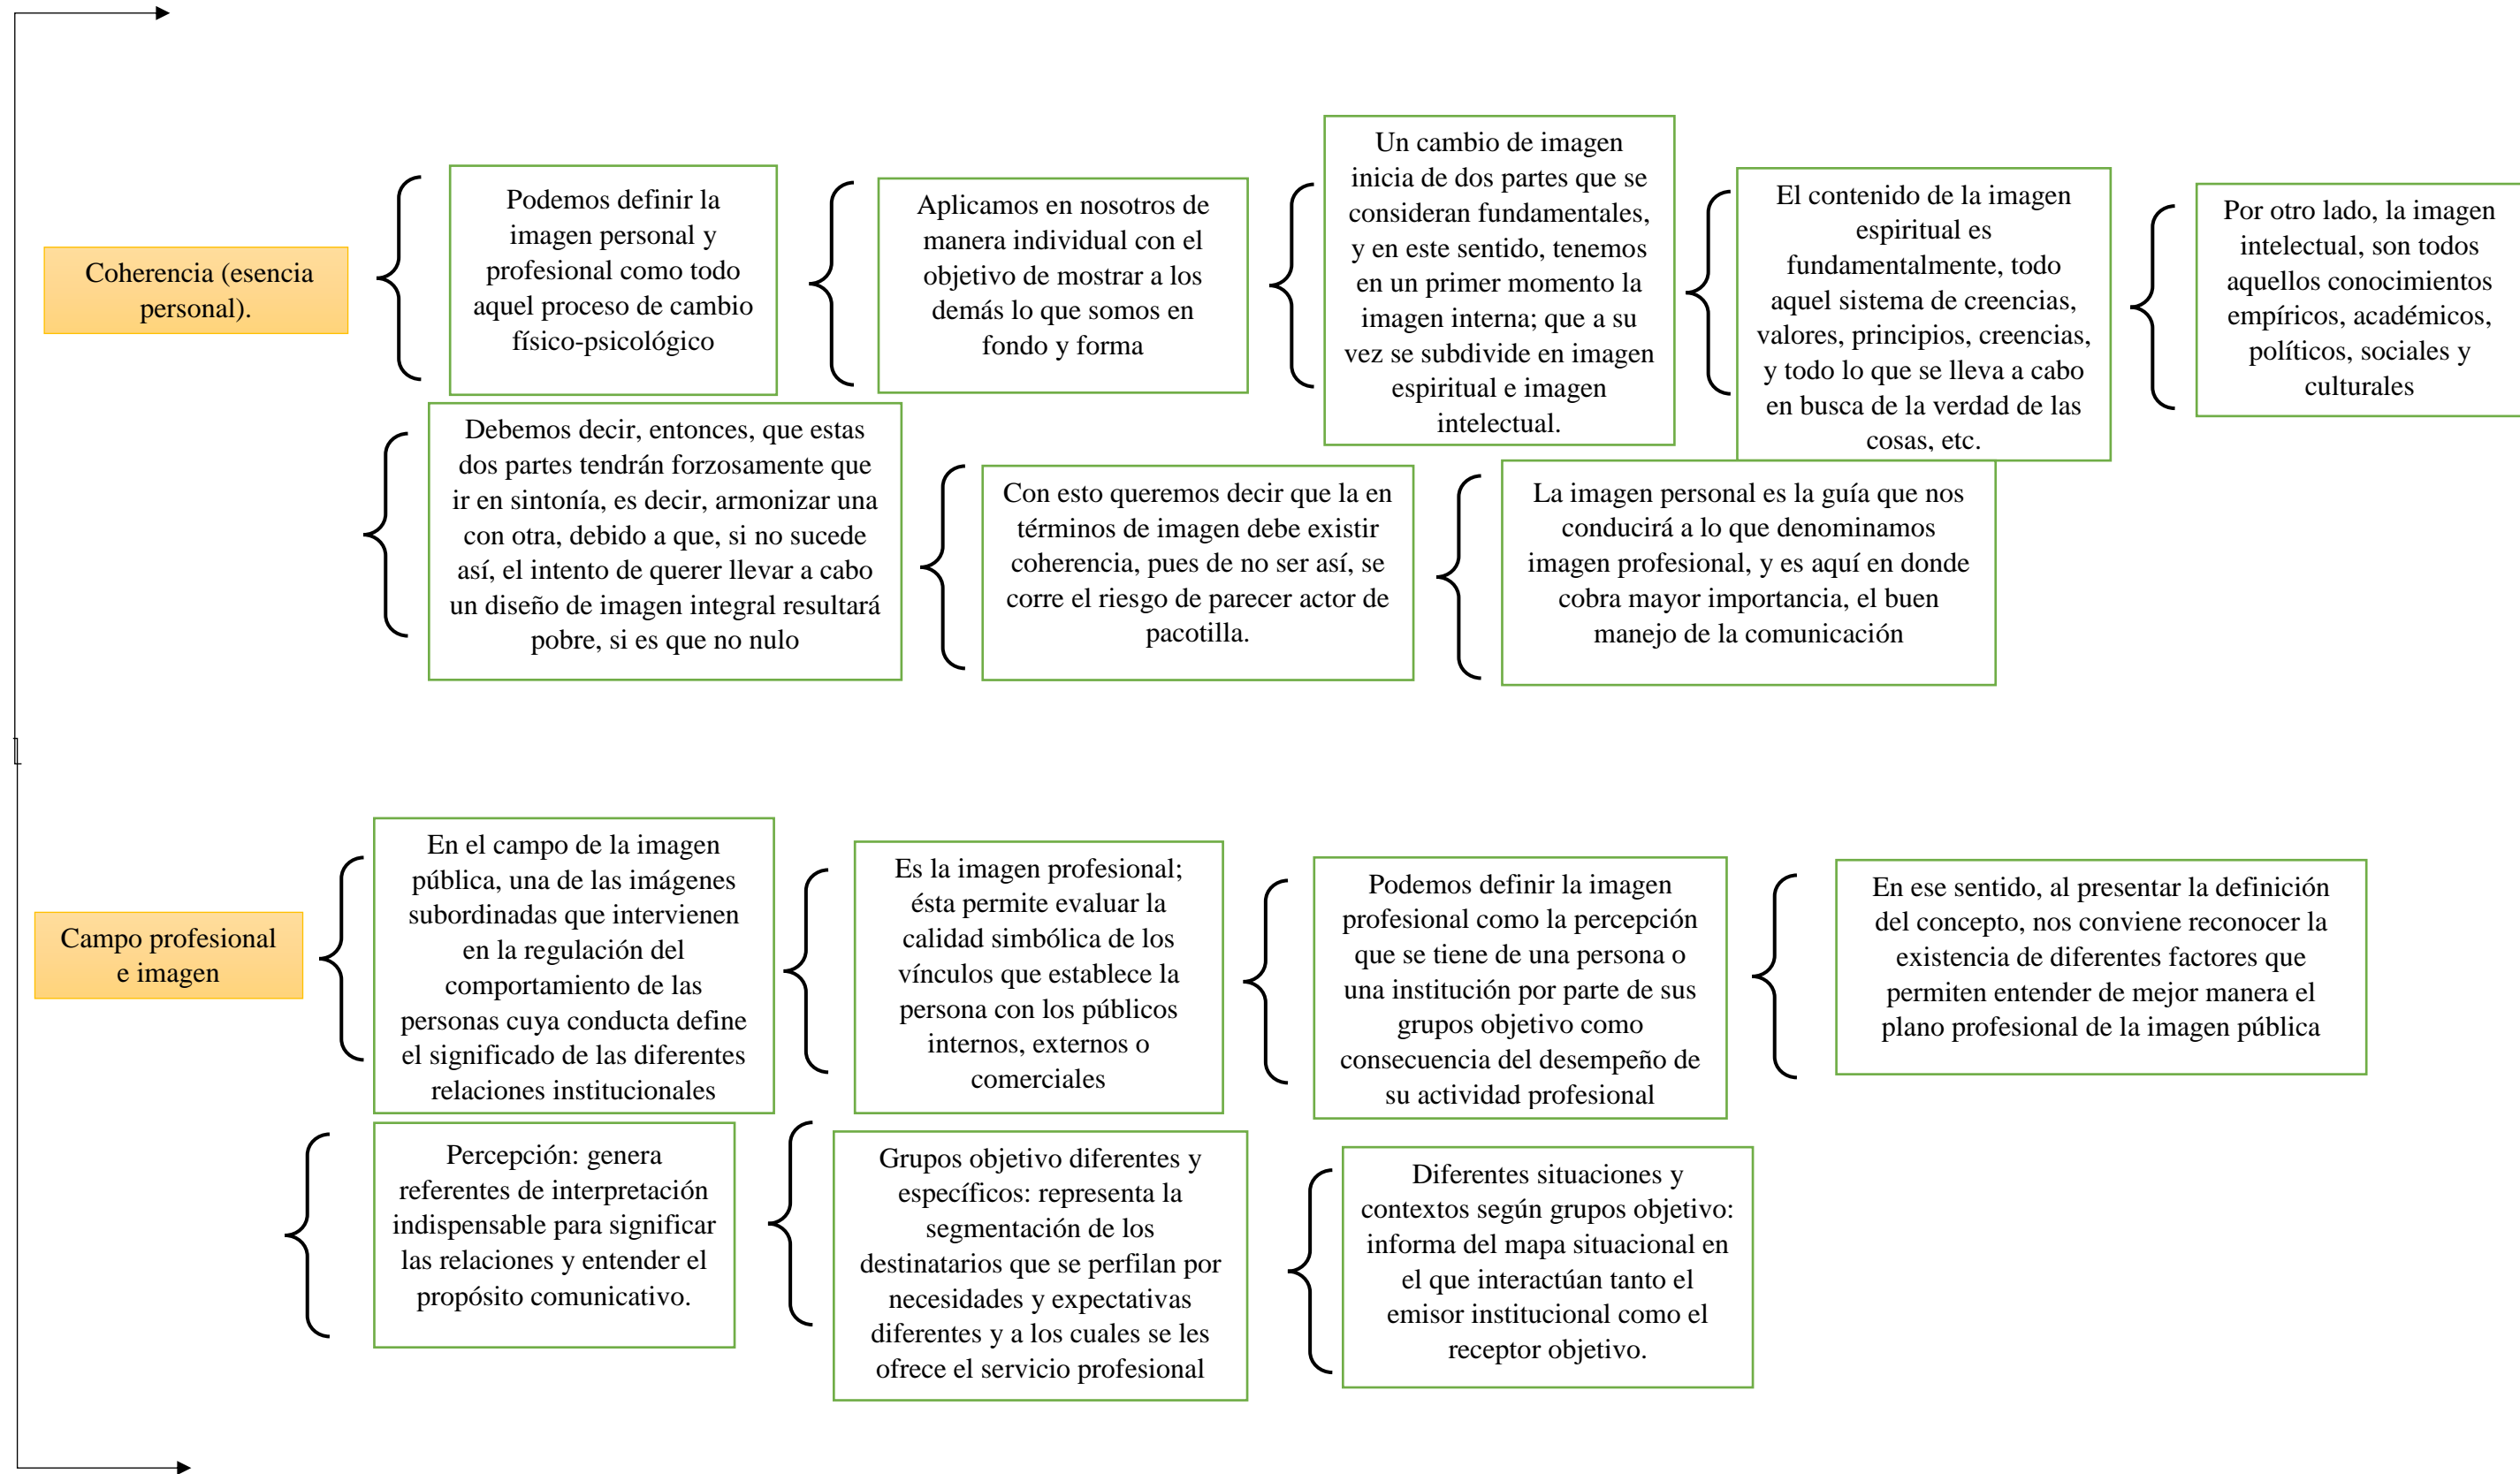 Coherencia (esencia
personal).
Podemos definir la
imagen personal y
profesional como todo
aquel proceso de cambio
físico-psicológico
Aplicamos en nosotros de
manera individual con el
objetivo de mostrar a los
demás lo que somos en
fondo y forma
Un cambio de imagen
inicia de dos partes que se
consideran fundamentales,
y en este sentido, tenemos
en un primer momento la
imagen interna; que a su
vez se subdivide en imagen
espiritual e imagen
intelectual.
El contenido de la imagen
espiritual es
fundamentalmente, todo
aquel sistema de creencias,
valores, principios, creencias,
y todo lo que se lleva a cabo
en busca de la verdad de las
cosas, etc.
Por otro lado, la imagen
intelectual, son todos
aquellos conocimientos
empíricos, académicos,
políticos, sociales y
culturales
Debemos decir, entonces, que estas
dos partes tendrán forzosamente que
ir en sintonía, es decir, armonizar una
con otra, debido a que, si no sucede
así, el intento de querer llevar a cabo
un diseño de imagen integral resultará
pobre, si es que no nulo
Con esto queremos decir que la en
términos de imagen debe existir
coherencia, pues de no ser así, se
corre el riesgo de parecer actor de
pacotilla.
La imagen personal es la guía que nos
conducirá a lo que denominamos
imagen profesional, y es aquí en donde
cobra mayor importancia, el buen
manejo de la comunicación
Campo profesional
e imagen
En el campo de la imagen
pública, una de las imágenes
subordinadas que intervienen
en la regulación del
comportamiento de las
personas cuya conducta define
el significado de las diferentes
relaciones institucionales
Es la imagen profesional;
ésta permite evaluar la
calidad simbólica de los
vínculos que establece la
persona con los públicos
internos, externos o
comerciales
Podemos definir la imagen
profesional como la percepción
que se tiene de una persona o
una institución por parte de sus
grupos objetivo como
consecuencia del desempeño de
su actividad profesional
En ese sentido, al presentar la definición
del concepto, nos conviene reconocer la
existencia de diferentes factores que
permiten entender de mejor manera el
plano profesional de la imagen pública
Percepción: genera
referentes de interpretación
indispensable para significar
las relaciones y entender el
propósito comunicativo.
Grupos objetivo diferentes y
específicos: representa la
segmentación de los
destinatarios que se perfilan por
necesidades y expectativas
diferentes y a los cuales se les
ofrece el servicio profesional
Diferentes situaciones y
contextos según grupos objetivo:
informa del mapa situacional en
el que interactúan tanto el
emisor institucional como el
receptor objetivo.